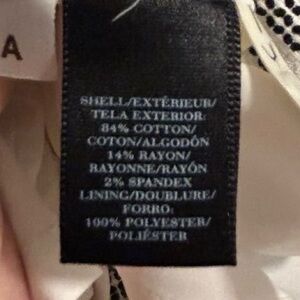 A
SHELL/EXTÉRIEUR/
TELA EXTERIOR:
84% COTTON/
COTON/ALGODÓN
14% RAYON/
RAYONNE/RAYÓN
2% SPANDEX
LINING/DOUBLURE/
FORRO:
100% POLYESTER/
POLIÉSTER